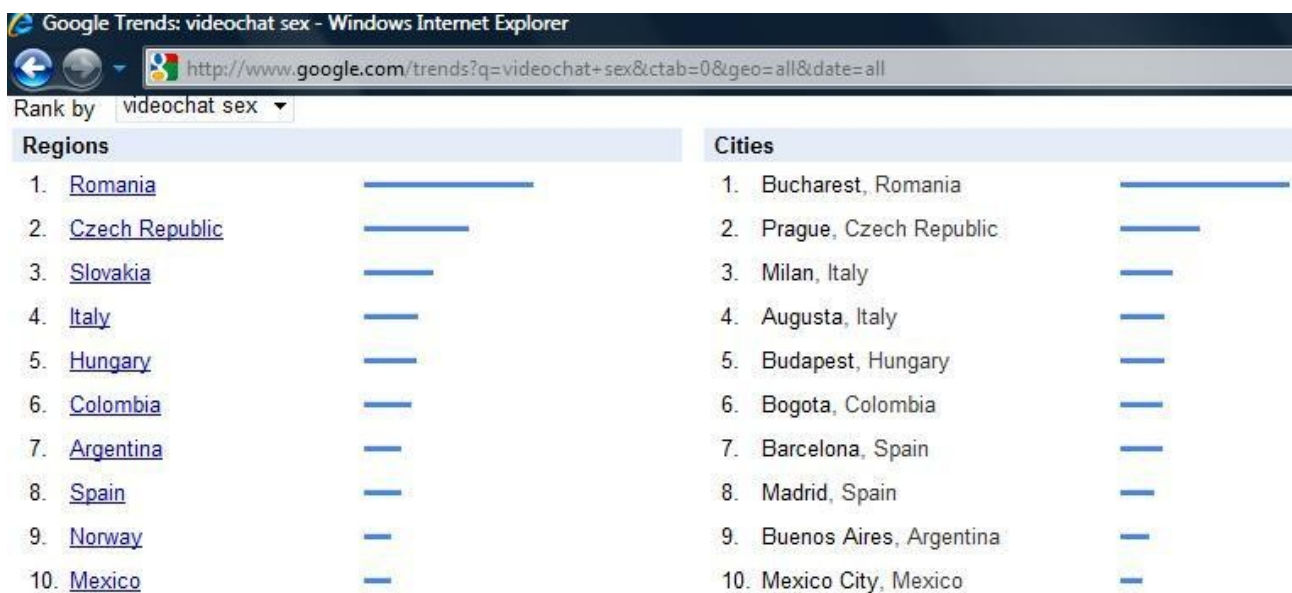 Google Trends: videochat sex - Windows Internet Explorer
http://www.google.com/trends?q=videochat+sex&ctab=0&geo=all&date=all
Rank by videochat sex
Regions
1. Romania
2. Czech Republic
3. Slovakia
4. Italy
5. Hungary
6. Colombia
7. Argentina
8. Spain
9. Norway
10. Mexico
Cities
1. Bucharest, Romania
2. Prague, Czech Republic
3. Milan, Italy
4. Augusta, Italy
5. Budapest, Hungary
6. Bogota, Colombia
7. Barcelona, Spain
8. Madrid, Spain
9. Buenos Aires, Argentina
10. Mexico City, Mexico